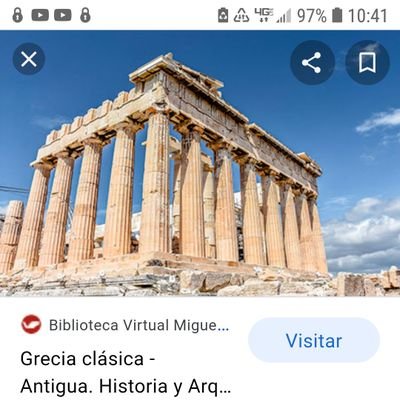 4G 97% 10:41
Biblioteca Virtual Migue...
Visitar
Grecia clásica -
Antigua. Historia y Arq...